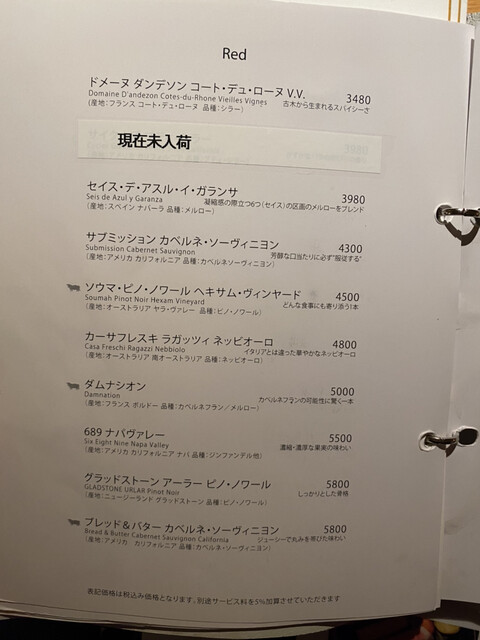 Red
ドメーヌ ダンデソン コート・デュ・ローヌ V.V. 3480
Domaine D'andezon Cotes-du-Rhone Vieilles Vignes 古木から生まれるスパイシーさ
(産地：フランス コート・デュ・ローヌ 品種：シラー)
現在未入荷
セイス・デ・アスル・イ・ガランサ 3980
Seis de Azul y Garanza 凝縮感の際立つ6つ(セイス)の区画のメルローをブレンド
(産地：スペイン ナバーラ 品種：メルロー)
サブミッション カベルネ・ソーヴィニヨン 4300
Submission Cabernet Sauvignon 芳醇な口当たりに必ず"服従する"
(産地：アメリカ カリフォルニア 品種：カベルネソーヴィニヨン)
ソウマ・ピノ・ノワール ヘキサム・ヴィンヤード 4500
Soumah Pinot Noir Hexam Vineyard どんな食事にも寄り添う1本
(産地：オーストラリア ヤラ・ヴァレー 品種：ピノ・ノワール)
カーサフレスキ ラガッツィ ネッビオーロ 4800
Casa Freschi Ragazzi Nebbiolo イタリアとは違った華やかなネッビオーロ
(産地：オーストラリア 南オーストラリア 品種：ネッビオーロ)
ダムナシオン 5000
Damnation カベルネフランの可能性に驚く一本
(産地：フランス ボルドー 品種：カベルネフラン／メルロー)
689 ナパヴァレー 5500
Six Eight Nine Napa Valley 濃縮・濃厚な果実の味わい
(産地：アメリカ カリフォルニア ナパ 品種：ジンファンデル他)
グラッドストーン アーラー ピノ・ノワール 5800
GLADSTONE URLAR Pinot Noir しっかりとした骨格
(産地：ニュージーランド グラッドストーン 品種：ピノ・ノワール)
ブレッド＆バター カベルネ・ソーヴィニヨン 5800
Bread & Butter Cabernet Sauvignon California ジューシーで丸みを帯びた味わい
(産地：アメリカ カリフォルニア 品種：カベルネ・ソーヴィニヨン)
表記価格は税込み価格となります。別途サービス料を5%加算させていただきます